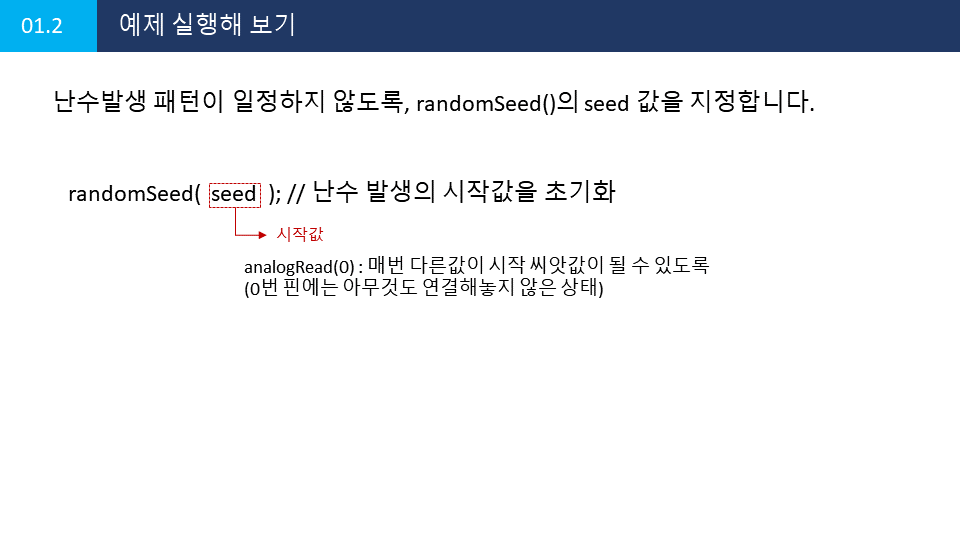 01.2
예제 실행해 보기
난수발생 패턴이 일정하지 않도록, randomSeed()의 seed 값을 지정합니다.
randomSeed( seed ); // 난수 발생의 시작값을 초기화
시작값
analogRead(0) : 매번 다른값이 시작 씨앗값이 될 수 있도록
(0번 핀에는 아무것도 연결해놓지 않은 상태)